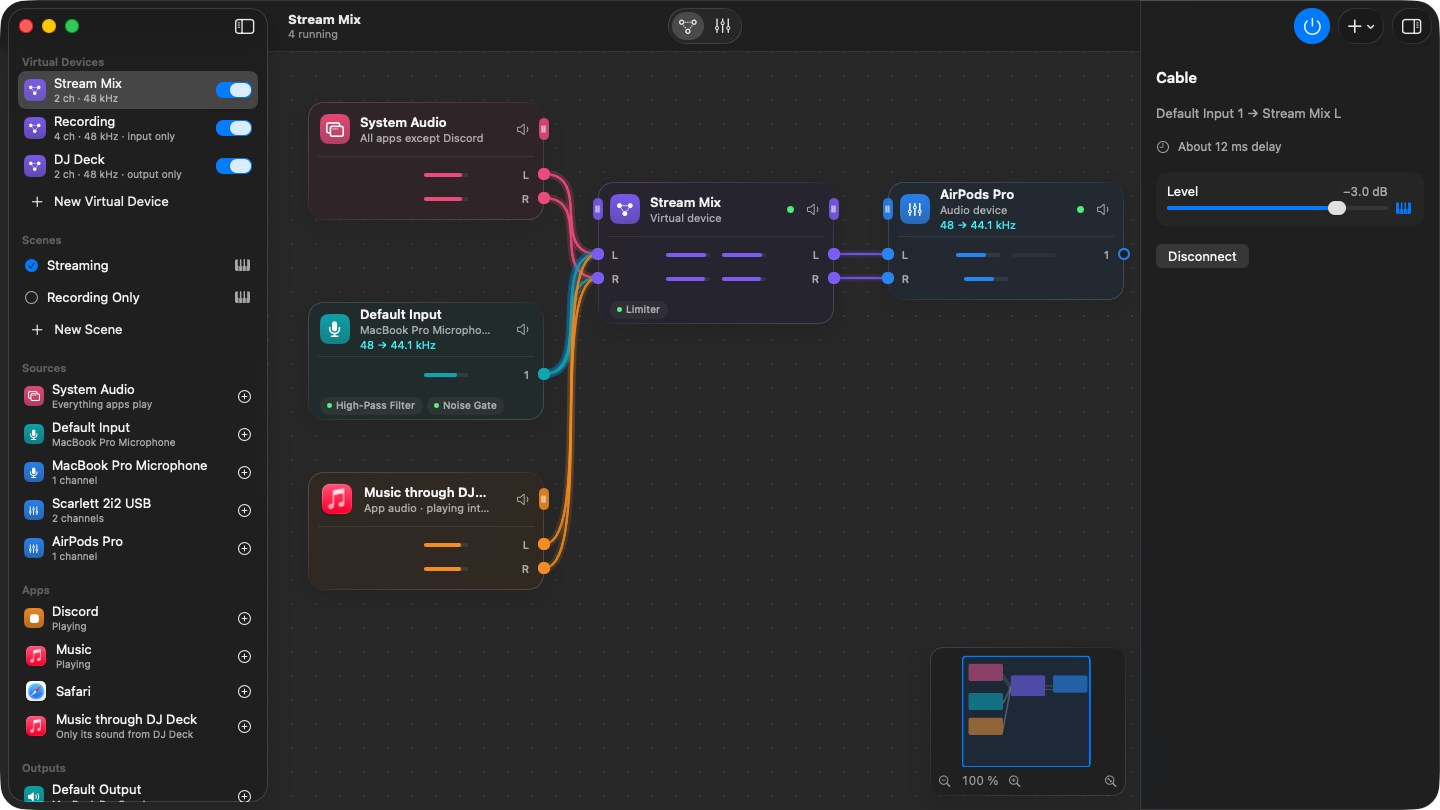 Stream Mix
4 running
Virtual Devices
Stream Mix
2 ch · 48 kHz
Recording
4 ch · 48 kHz · input only
DJ Deck
2 ch · 48 kHz · output only
New Virtual Device
Scenes
Streaming
Recording Only
New Scene
Sources
System Audio
Everything apps play
Default Input
MacBook Pro Microphone
MacBook Pro Microphone
1 channel
Scarlett 2i2 USB
2 channels
AirPods Pro
1 channel
Apps
Discord
Playing
Music
Playing
Safari
Music through DJ Deck
Only its sound from DJ Deck
Outputs
Default Output
System Audio
All apps except Discord
L
R
Default Input
MacBook Pro Micropho...
48 → 44.1 kHz
1
High-Pass Filter
Noise Gate
Music through DJ...
App audio · playing int...
L
R
Stream Mix
Virtual device
L L
R R
Limiter
AirPods Pro
Audio device
48 → 44.1 kHz
L 1
R
100 %
Cable
Default Input 1 → Stream Mix L
About 12 ms delay
Level −3.0 dB
Disconnect